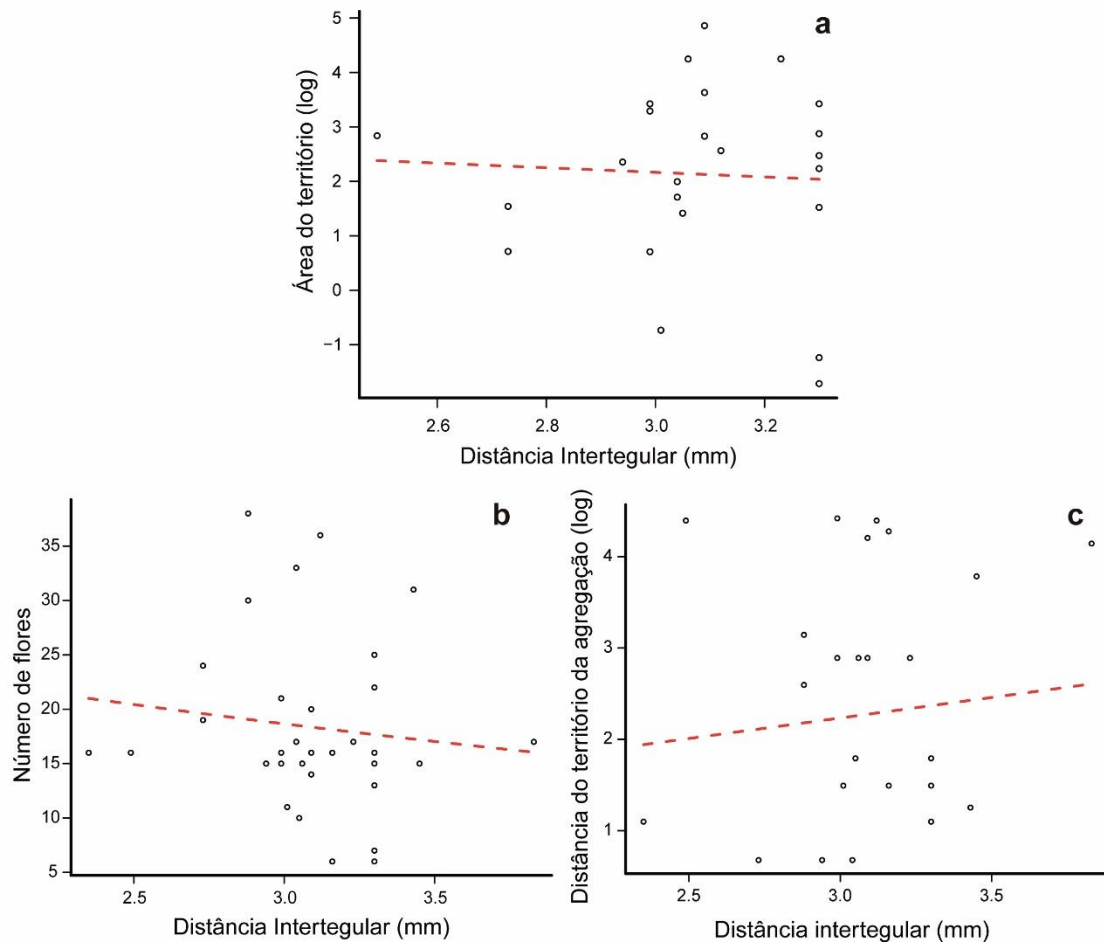 a
Área do território (log)
5
4
3
2
1
0
−1
2.6 2.8 3.0 3.2
Distância Intertegular (mm)
b
Número de flores
35
30
25
20
15
10
5
2.5 3.0 3.5
Distância Intertegular (mm)
c
Distância do território da agregação (log)
4
3
2
1
2.5 3.0 3.5
Distância intertegular (mm)